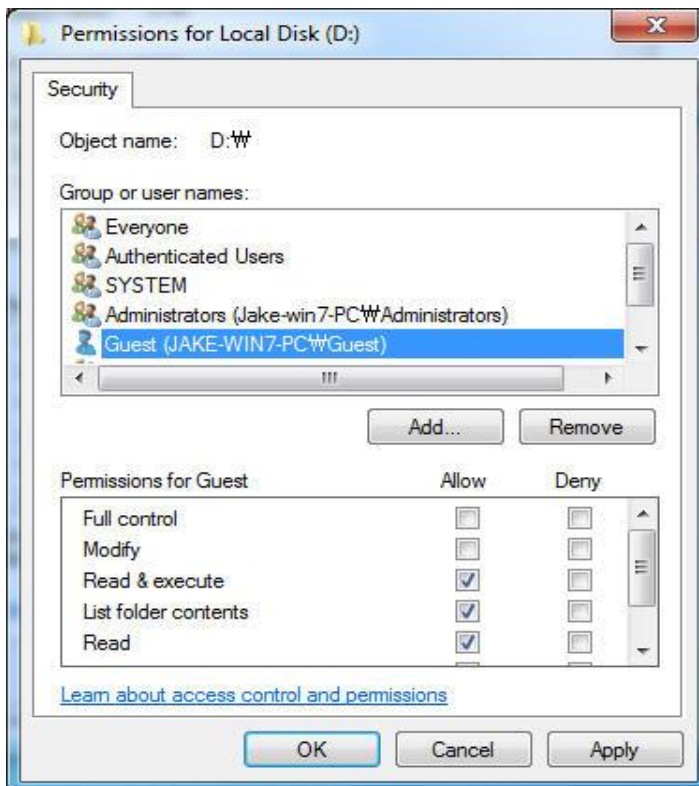 Permissions for Local Disk (D:)
Security
Object name: D:₩
Group or user names:
Everyone
Authenticated Users
SYSTEM
Administrators (Jake-win7-PC₩Administrators)
Guest (JAKE-WIN7-PC₩Guest)
Add... Remove
Permissions for Guest Allow Deny
Full control
Modify
Read & execute
List folder contents
Read
Learn about access control and permissions
OK Cancel Apply